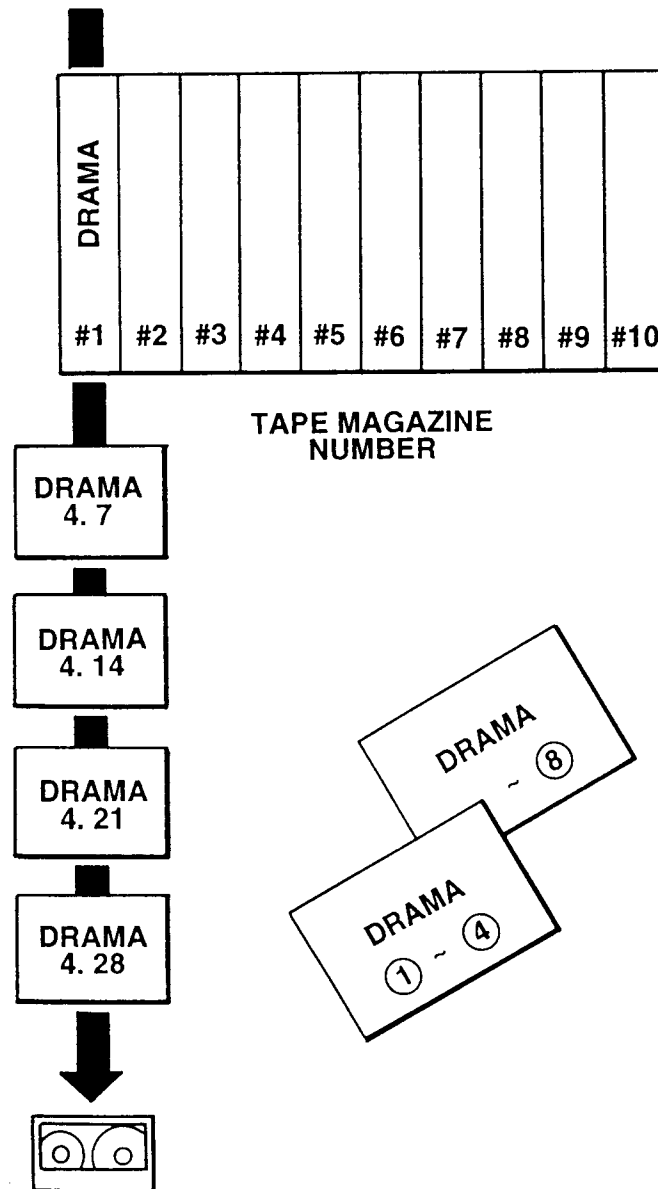 DRAMA
#1 #2 #3 #4 #5 #6 #7 #8 #9 #10
TAPE MAGAZINE
NUMBER
DRAMA
4. 7
DRAMA
4. 14
DRAMA
4. 21
DRAMA
4. 28
DRAMA
~ ⑧
DRAMA
① ~ ④